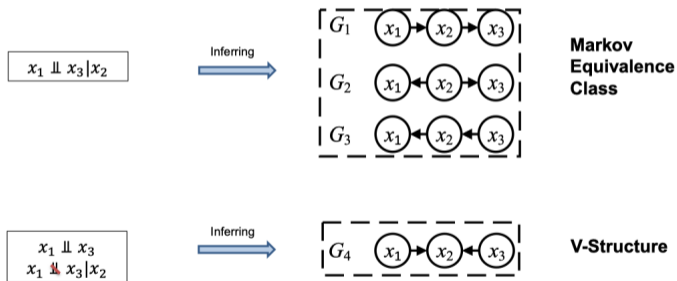 x₁ ⫫ x₃|x₂
Inferring
G₁ x₁ x₂ x₃
G₂ x₁ x₂ x₃
G₃ x₁ x₂ x₃
Markov
Equivalence
Class
x₁ ⫫ x₃
x₁ ⫫̸ x₃|x₂
Inferring
G₄ x₁ x₂ x₃
V-Structure